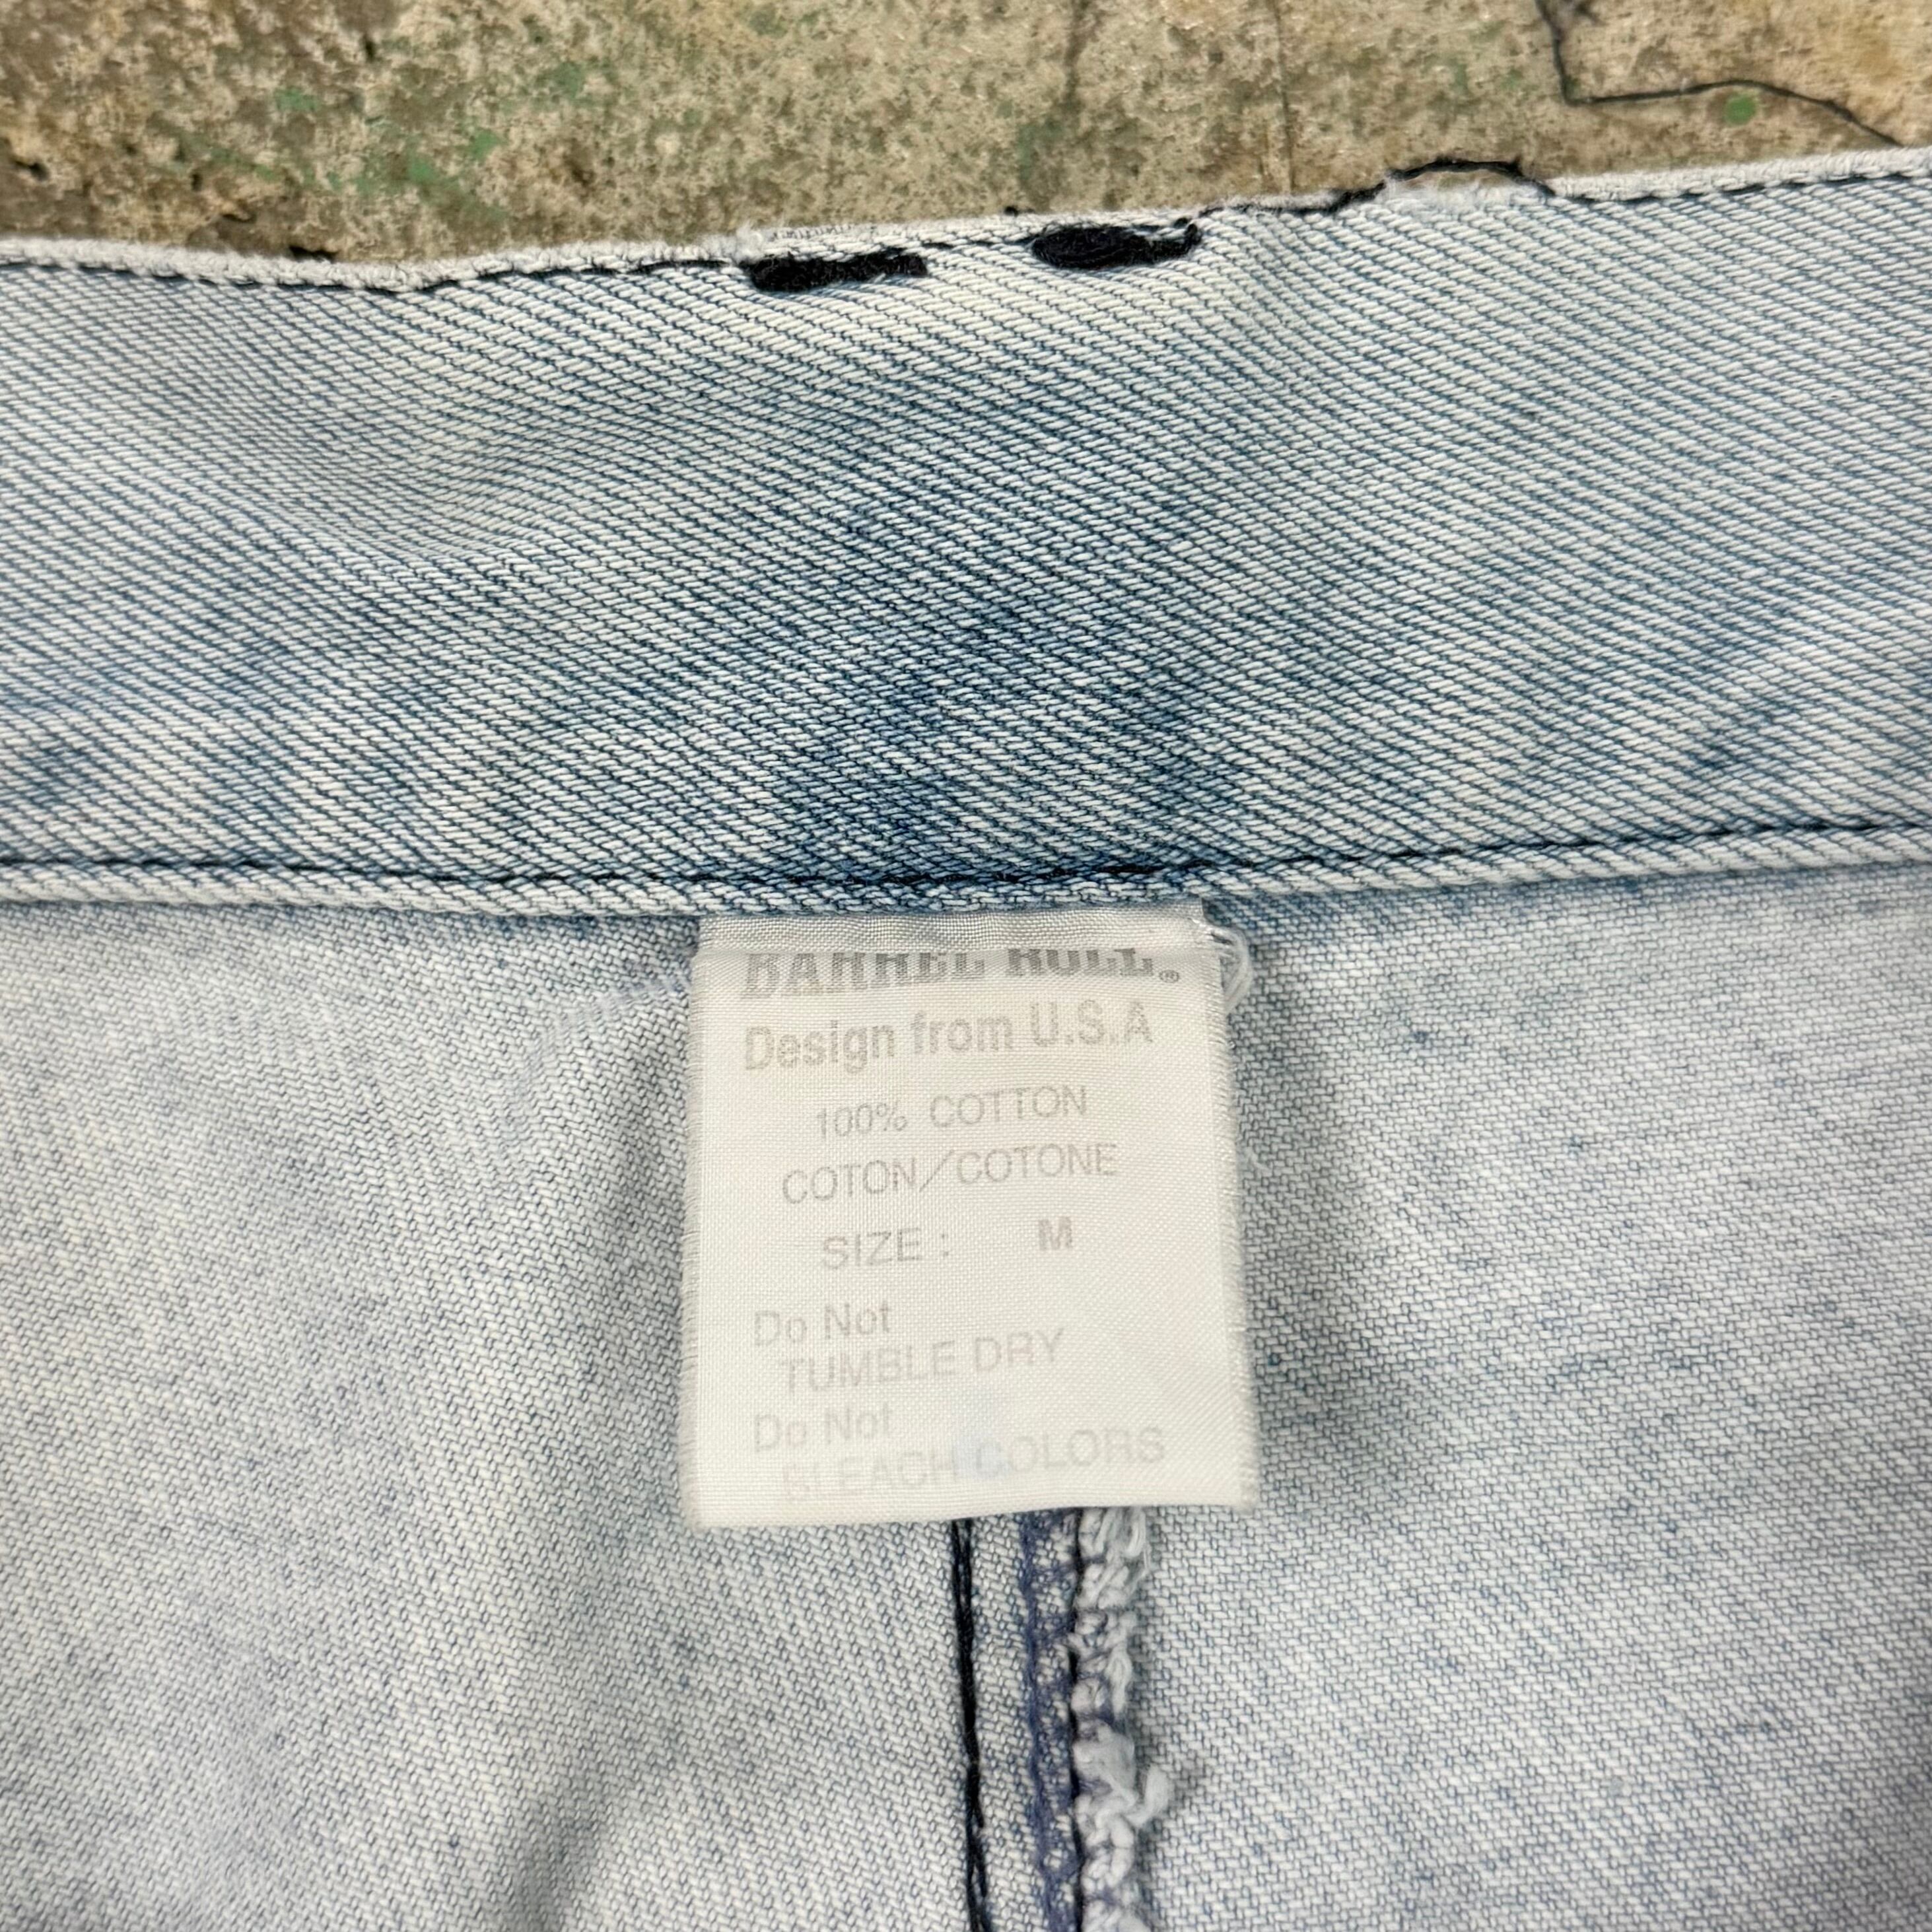 BARREL ROLL®
Design from U.S.A
100% COTTON
COTON/COTONE
SIZE : M
Do Not
TUMBLE DRY
Do Not
BLEACH COLORS